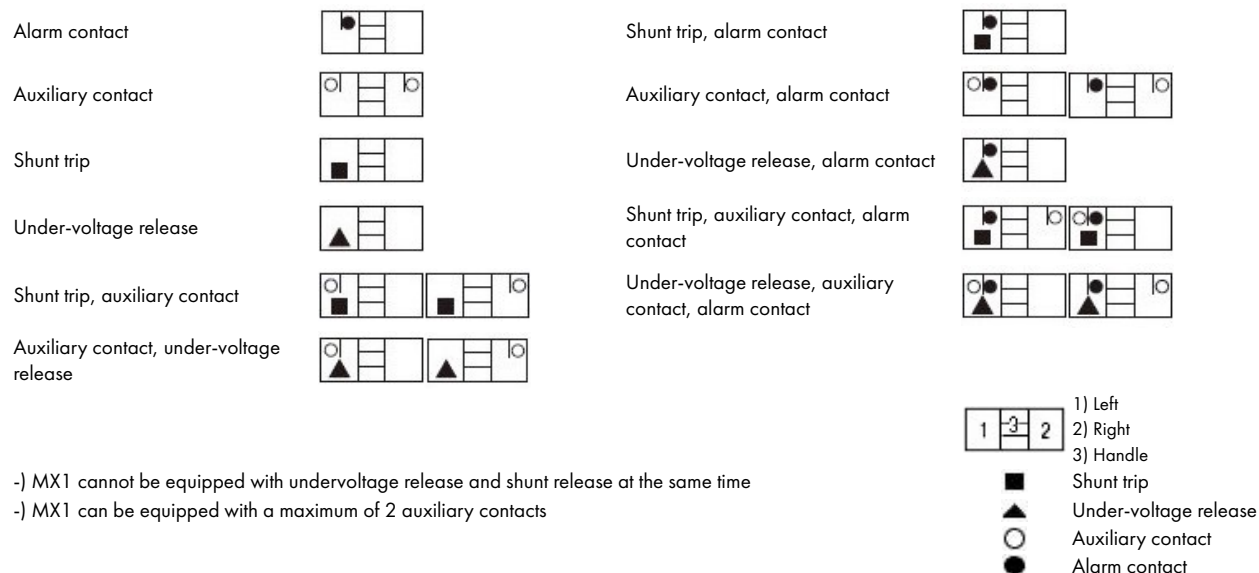 Alarm contact
Auxiliary contact
Shunt trip
Under-voltage release
Shunt trip, auxiliary contact
Auxiliary contact, under-voltage
release
Shunt trip, alarm contact
Auxiliary contact, alarm contact
Under-voltage release, alarm contact
Shunt trip, auxiliary contact, alarm
contact
Under-voltage release, auxiliary
contact, alarm contact
-) MX1 cannot be equipped with undervoltage release and shunt release at the same time
-) MX1 can be equipped with a maximum of 2 auxiliary contacts
1 3 2
1) Left
2) Right
3) Handle
Shunt trip
Under-voltage release
Auxiliary contact
Alarm contact